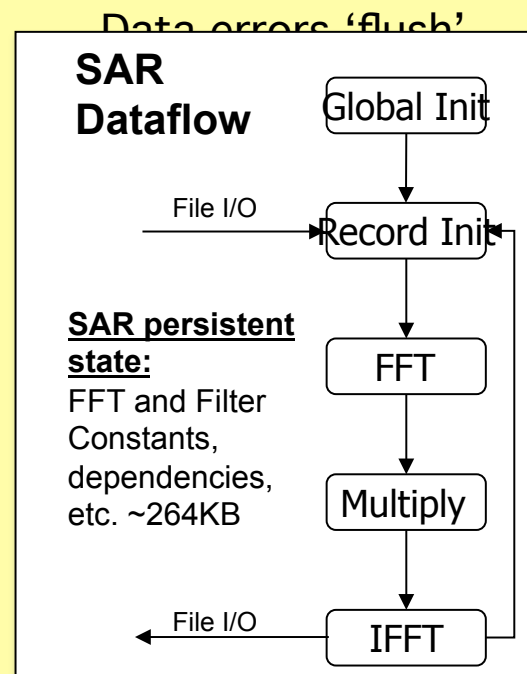 Data errors ‘flush’
SAR
Dataflow
Global Init
File I/O
Record Init
SAR persistent
state:
FFT and Filter
Constants,
dependencies,
etc. ~264KB
FFT
Multiply
File I/O
IFFT